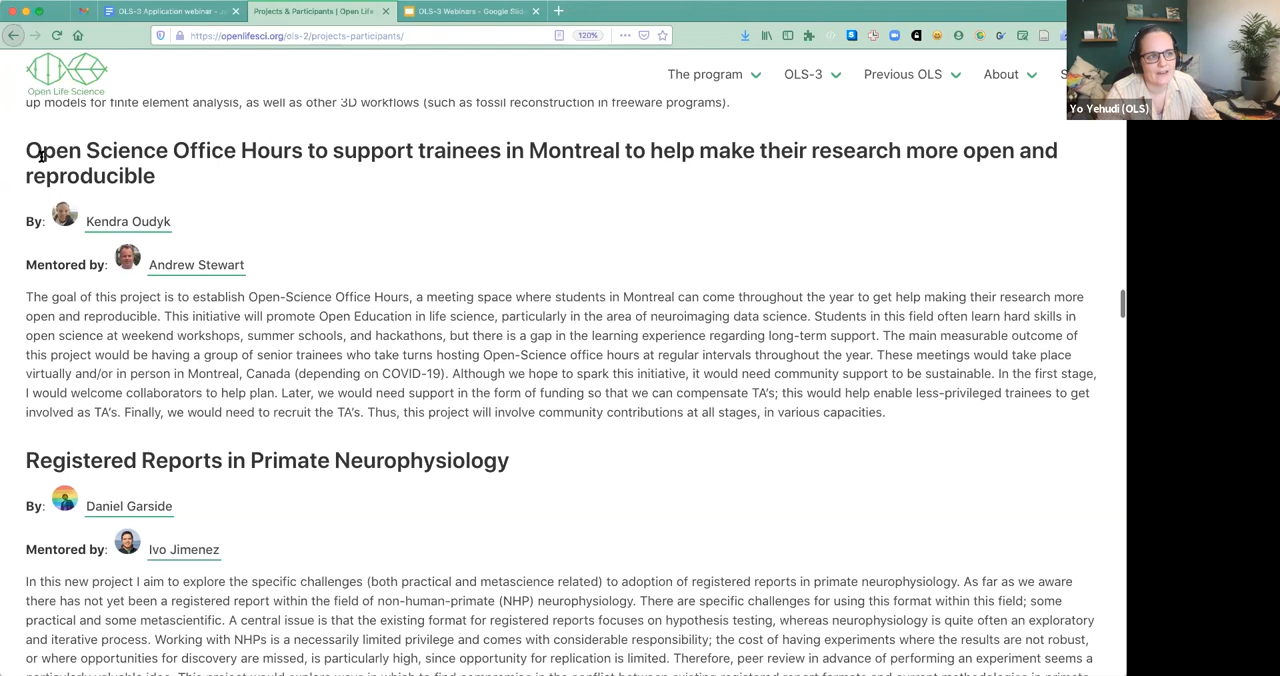 OLS-3 Application webinar -
Projects & Participants | Open Life
OLS-3 Webinars - Google Slid
https://openlifesci.org/ols-2/projects-participants/
120%
Open Life Science
The program
OLS-3
Previous OLS
About
Yo Yehudi (OLS)
up models for finite element analysis, as well as other 3D workflows (such as fossil reconstruction in freeware programs).
Open Science Office Hours to support trainees in Montreal to help make their research more open and
reproducible
By: Kendra Oudyk
Mentored by: Andrew Stewart
The goal of this project is to establish Open-Science Office Hours, a meeting space where students in Montreal can come throughout the year to get help making their research more
open and reproducible. This initiative will promote Open Education in life science, particularly in the area of neuroimaging data science. Students in this field often learn hard skills in
open science at weekend workshops, summer schools, and hackathons, but there is a gap in the learning experience regarding long-term support. The main measurable outcome of
this project would be having a group of senior trainees who take turns hosting Open-Science office hours at regular intervals throughout the year. These meetings would take place
virtually and/or in person in Montreal, Canada (depending on COVID-19). Although we hope to spark this initiative, it would need community support to be sustainable. In the first stage,
I would welcome collaborators to help plan. Later, we would need support in the form of funding so that we can compensate TA's; this would help enable less-privileged trainees to get
involved as TA's. Finally, we would need to recruit the TA's. Thus, this project will involve community contributions at all stages, in various capacities.
Registered Reports in Primate Neurophysiology
By: Daniel Garside
Mentored by: Ivo Jimenez
In this new project I aim to explore the specific challenges (both practical and metascience related) to adoption of registered reports in primate neurophysiology. As far as we aware
there has not yet been a registered report within the field of non-human-primate (NHP) neurophysiology. There are specific challenges for using this format within this field; some
practical and some metascientific. A central issue is that the existing format for registered reports focuses on hypothesis testing, whereas neurophysiology is quite often an exploratory
and iterative process. Working with NHPs is a necessarily limited privilege and comes with considerable responsibility; the cost of having experiments where the results are not robust,
or where opportunities for discovery are missed, is particularly high, since opportunity for replication is limited. Therefore, peer review in advance of performing an experiment seems a